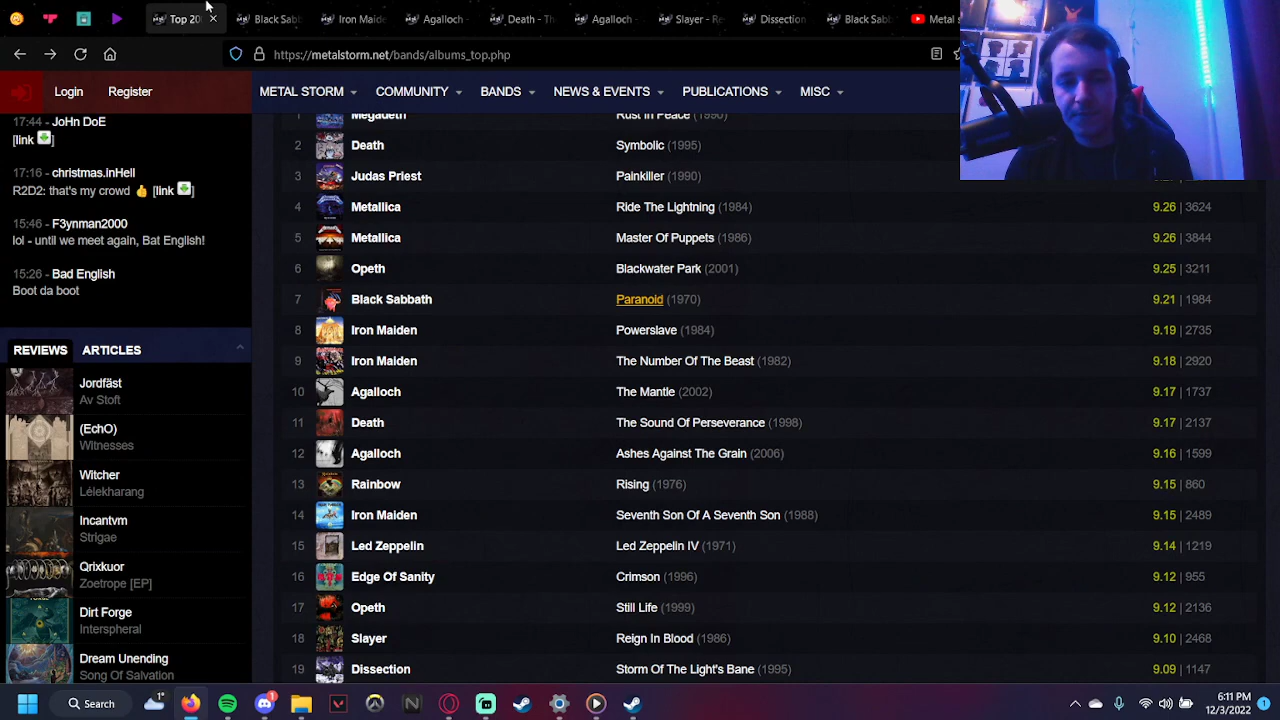 Top 20
Black Sabb
Iron Maide
Agalloch -
Death - Th
Agalloch -
Slayer - Re
Dissection
Black Sabb
Metal S
https://metalstorm.net/bands/albums_top.php
Login Register METAL STORM COMMUNITY BANDS NEWS & EVENTS PUBLICATIONS MISC
17:44 - JoHn DoE
[link ]
17:16 - christmas.inHell
R2D2: that's my crowd 👍 [link ]
15:46 - F3ynman2000
lol - until we meet again, Bat English!
15:26 - Bad English
Boot da boot
REVIEWS ARTICLES
Jordfäst
Av Stoft
(EchO)
Witnesses
Witcher
Lélekharang
Incantvm
Strigae
Qrixkuor
Zoetrope [EP]
Dirt Forge
Interspheral
Dream Unending
Song Of Salvation
1 Megadeth Rust In Peace (1990)
2 Death Symbolic (1995)
3 Judas Priest Painkiller (1990)
4 Metallica Ride The Lightning (1984) 9.26 | 3624
5 Metallica Master Of Puppets (1986) 9.26 | 3844
6 Opeth Blackwater Park (2001) 9.25 | 3211
7 Black Sabbath Paranoid (1970) 9.21 | 1984
8 Iron Maiden Powerslave (1984) 9.19 | 2735
9 Iron Maiden The Number Of The Beast (1982) 9.18 | 2920
10 Agalloch The Mantle (2002) 9.17 | 1737
11 Death The Sound Of Perseverance (1998) 9.17 | 2137
12 Agalloch Ashes Against The Grain (2006) 9.16 | 1599
13 Rainbow Rising (1976) 9.15 | 860
14 Iron Maiden Seventh Son Of A Seventh Son (1988) 9.15 | 2489
15 Led Zeppelin Led Zeppelin IV (1971) 9.14 | 1219
16 Edge Of Sanity Crimson (1996) 9.12 | 955
17 Opeth Still Life (1999) 9.12 | 2136
18 Slayer Reign In Blood (1986) 9.10 | 2468
19 Dissection Storm Of The Light's Bane (1995) 9.09 | 1147
Search
1
6:11 PM
12/3/2022
1